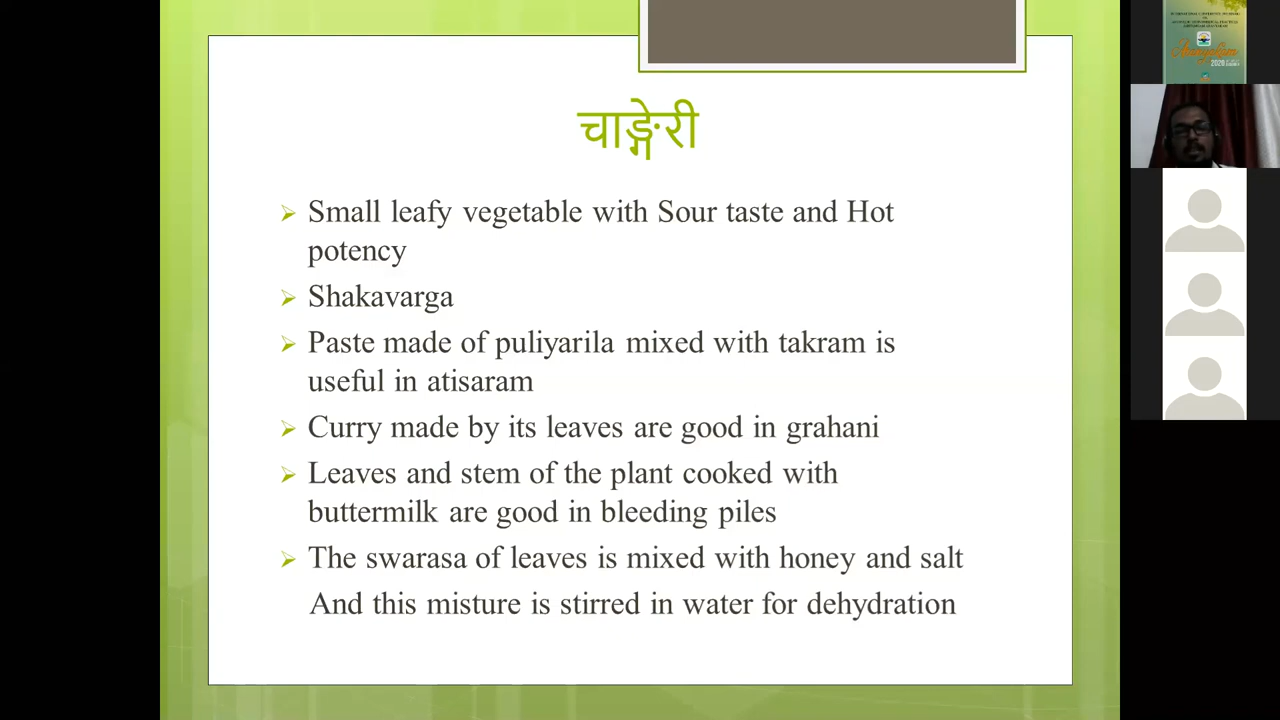 चाङ्गेरी
Small leafy vegetable with Sour taste and Hot
potency
Shakavarga
Paste made of puliyarila mixed with takram is
useful in atisaram
Curry made by its leaves are good in grahani
Leaves and stem of the plant cooked with
buttermilk are good in bleeding piles
The swarasa of leaves is mixed with honey and salt
And this misture is stirred in water for dehydration
2020